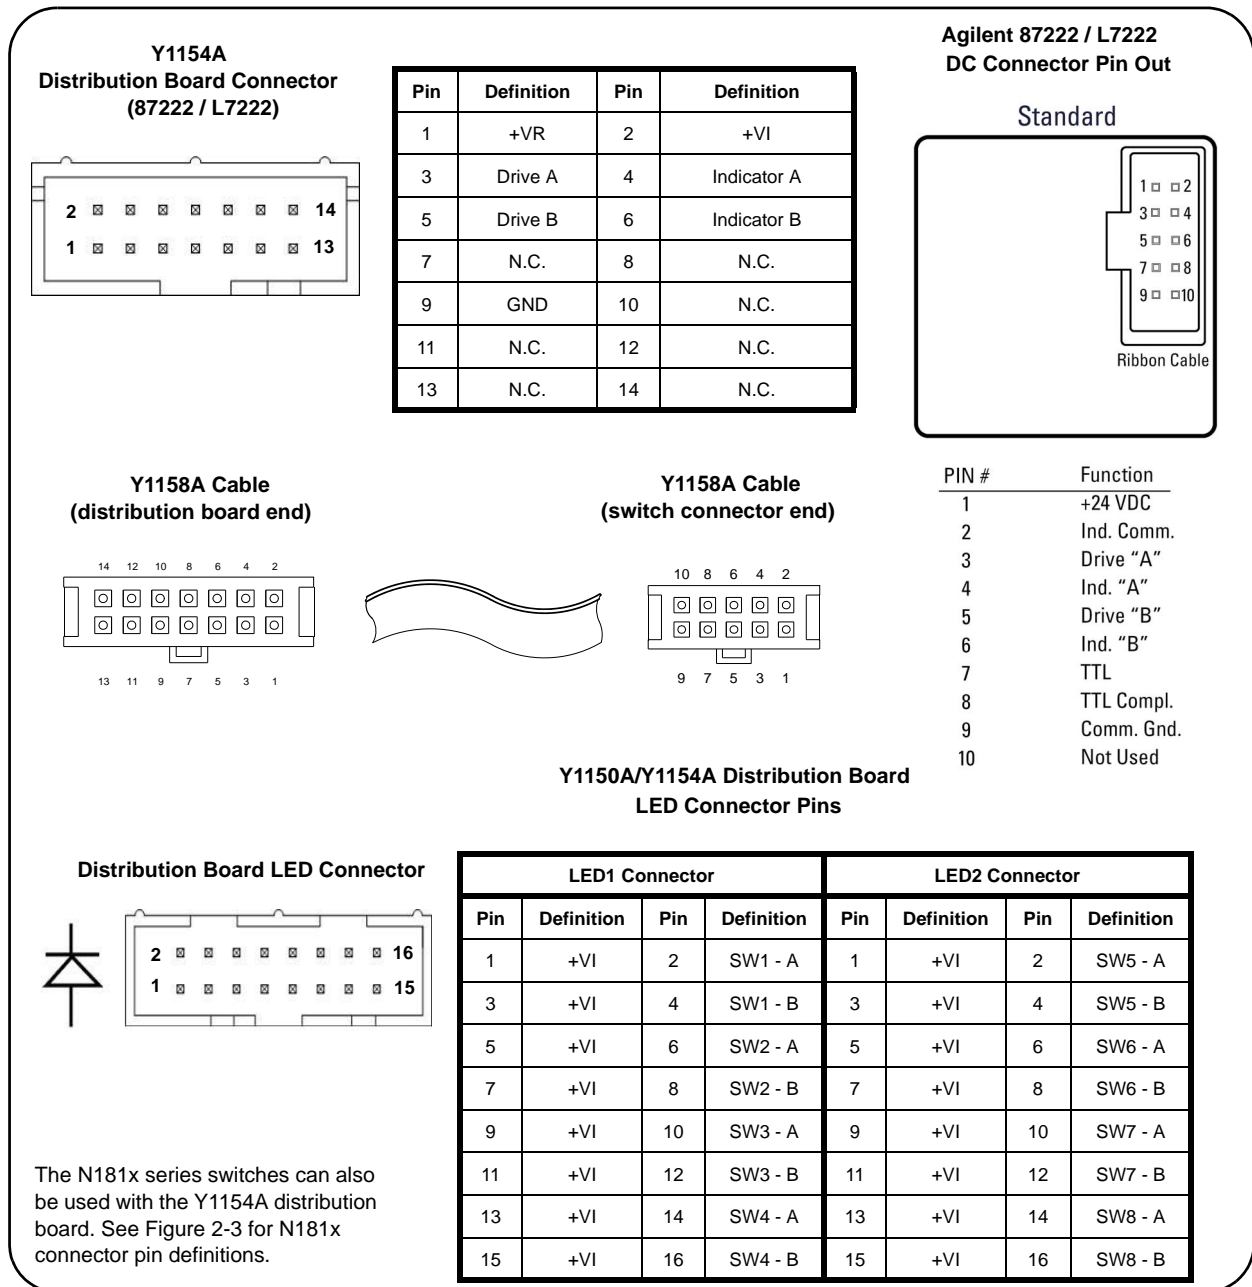 Y1154A
Distribution Board Connector
(87222 / L7222)
2 14
1 13
Pin Definition Pin Definition
1 +VR 2 +VI
3 Drive A 4 Indicator A
5 Drive B 6 Indicator B
7 N.C. 8 N.C.
9 GND 10 N.C.
11 N.C. 12 N.C.
13 N.C. 14 N.C.
Agilent 87222 / L7222
DC Connector Pin Out
Standard
1 2
3 4
5 6
7 8
9 10
Ribbon Cable
Y1158A Cable
(distribution board end)
14 12 10 8 6 4 2
13 11 9 7 5 3 1
Y1158A Cable
(switch connector end)
10 8 6 4 2
9 7 5 3 1
PIN # Function
1 +24 VDC
2 Ind. Comm.
3 Drive “A”
4 Ind. “A”
5 Drive “B”
6 Ind. “B”
7 TTL
8 TTL Compl.
9 Comm. Gnd.
10 Not Used
Y1150A/Y1154A Distribution Board
LED Connector Pins
Distribution Board LED Connector
2 16
1 15
LED1 Connector LED2 Connector
Pin Definition Pin Definition Pin Definition Pin Definition
1 +VI 2 SW1 - A 1 +VI 2 SW5 - A
3 +VI 4 SW1 - B 3 +VI 4 SW5 - B
5 +VI 6 SW2 - A 5 +VI 6 SW6 - A
7 +VI 8 SW2 - B 7 +VI 8 SW6 - B
9 +VI 10 SW3 - A 9 +VI 10 SW7 - A
11 +VI 12 SW3 - B 11 +VI 12 SW7 - B
13 +VI 14 SW4 - A 13 +VI 14 SW8 - A
15 +VI 16 SW4 - B 15 +VI 16 SW8 - B
The N181x series switches can also
be used with the Y1154A distribution
board. See Figure 2-3 for N181x
connector pin definitions.